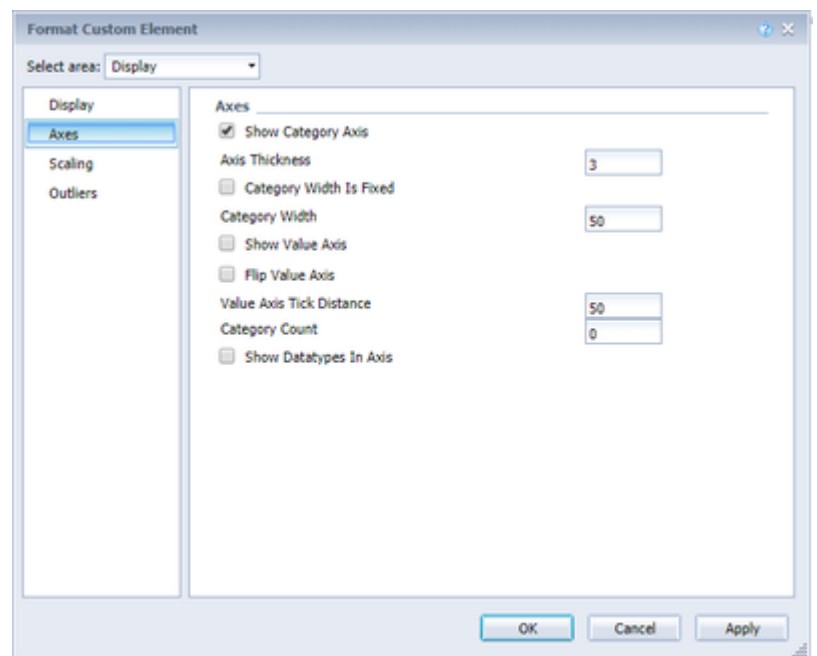 Format Custom Element
Select area: Display
Display
Axes
Scaling
Outliers
Axes
Show Category Axis
Axis Thickness 3
Category Width Is Fixed
Category Width 50
Show Value Axis
Flip Value Axis
Value Axis Tick Distance 50
Category Count 0
Show Datatypes In Axis
OK Cancel Apply